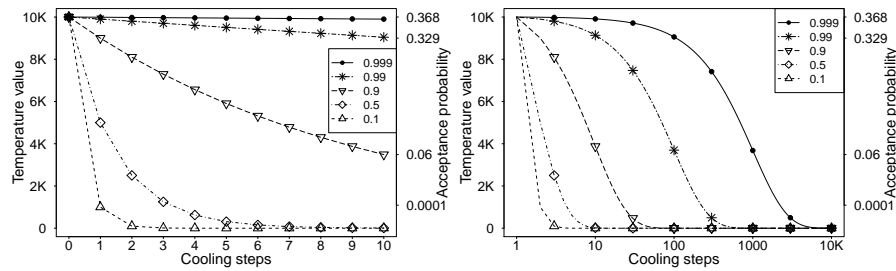 10K
8K
6K
4K
2K
0
Temperature value
0.368
0.329
0.06
0.0001
Acceptance probability
0.999
0.99
0.9
0.5
0.1
0 1 2 3 4 5 6 7 8 9 10
Cooling steps
10K
8K
6K
4K
2K
0
Temperature value
0.368
0.329
0.06
0.0001
Acceptance probability
0.999
0.99
0.9
0.5
0.1
1 10 100 1000 10K
Cooling steps